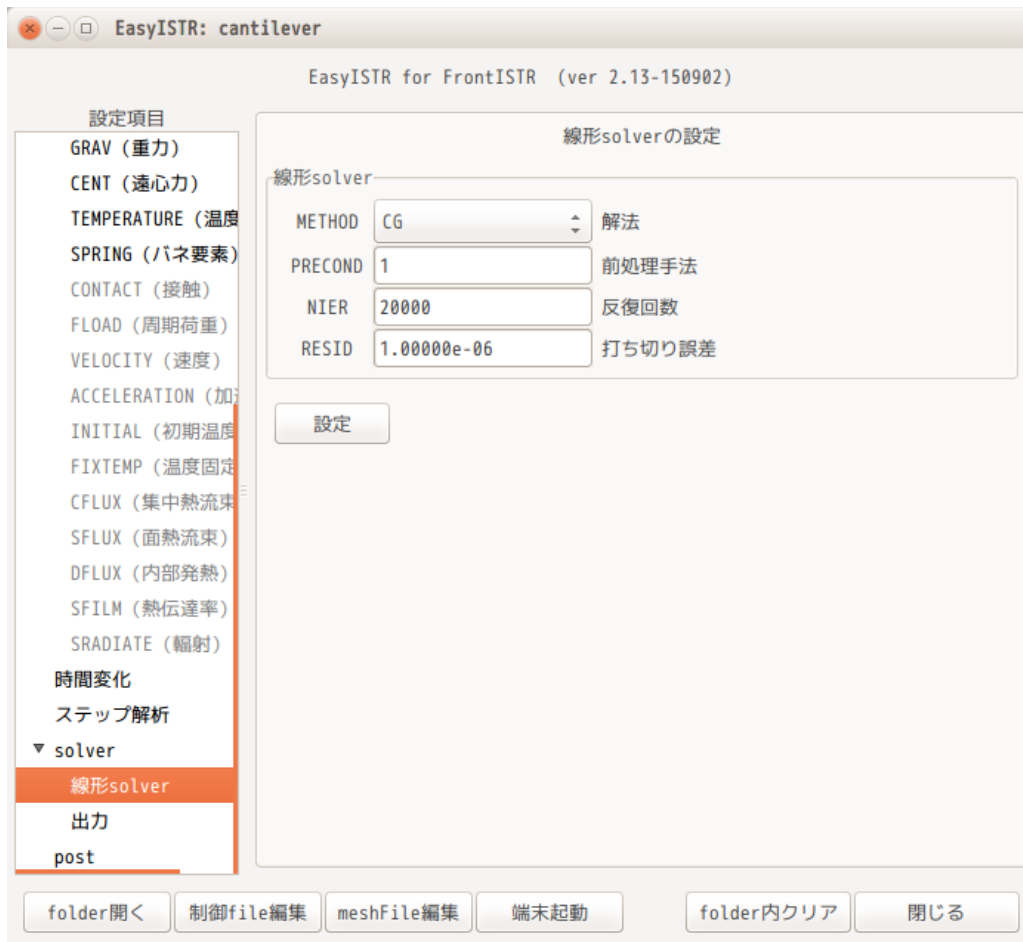 EasyISTR: cantilever
EasyISTR for FrontISTR (ver 2.13-150902)
設定項目
GRAV (重力)
CENT (遠心力)
TEMPERATURE (温度
SPRING (バネ要素)
CONTACT (接触)
FLOAD (周期荷重)
VELOCITY (速度)
ACCELERATION (加
INITIAL (初期温度
FIXTEMP (温度固定
CFLUX (集中熱流束
SFLUX (面熱流束)
DFLUX (内部発熱)
SFILM (熱伝達率)
SRADIATE (輻射)
時間変化
ステップ解析
solver
線形solver
出力
post
線形solverの設定
線形solver
METHOD CG 解法
PRECOND 1 前処理手法
NIER 20000 反復回数
RESID 1.00000e-06 打ち切り誤差
設定
folder開く 制御file編集 meshFile編集 端末起動 folder内クリア 閉じる